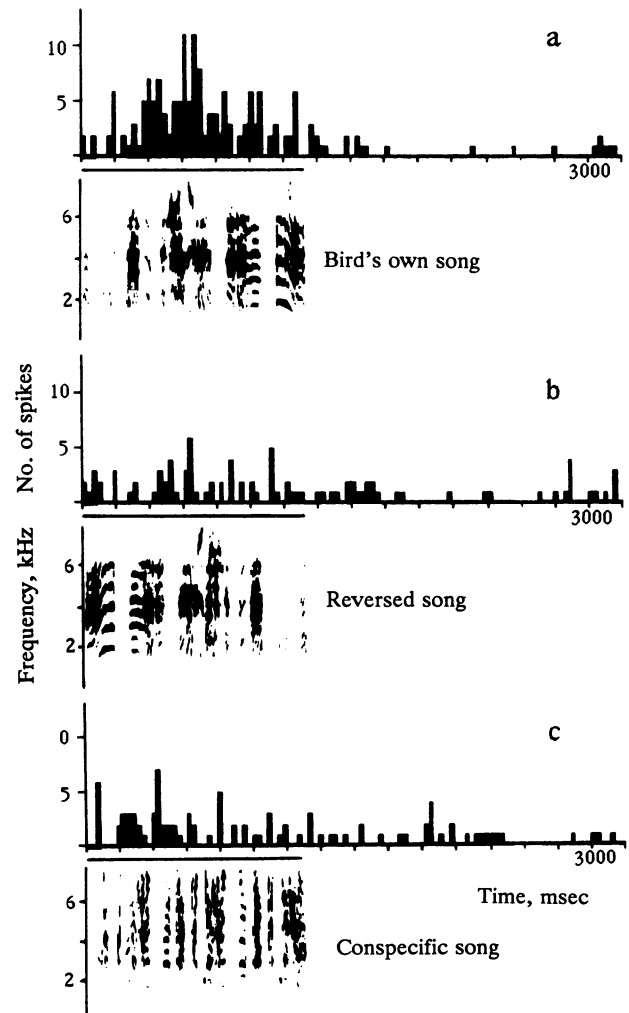 a
10
5
3000
6
2
Bird's own song
No. of spikes
b
10
5
3000
Frequency, kHz
6
2
Reversed song
c
0
5
3000
Time, msec
6
2
Conspecific song